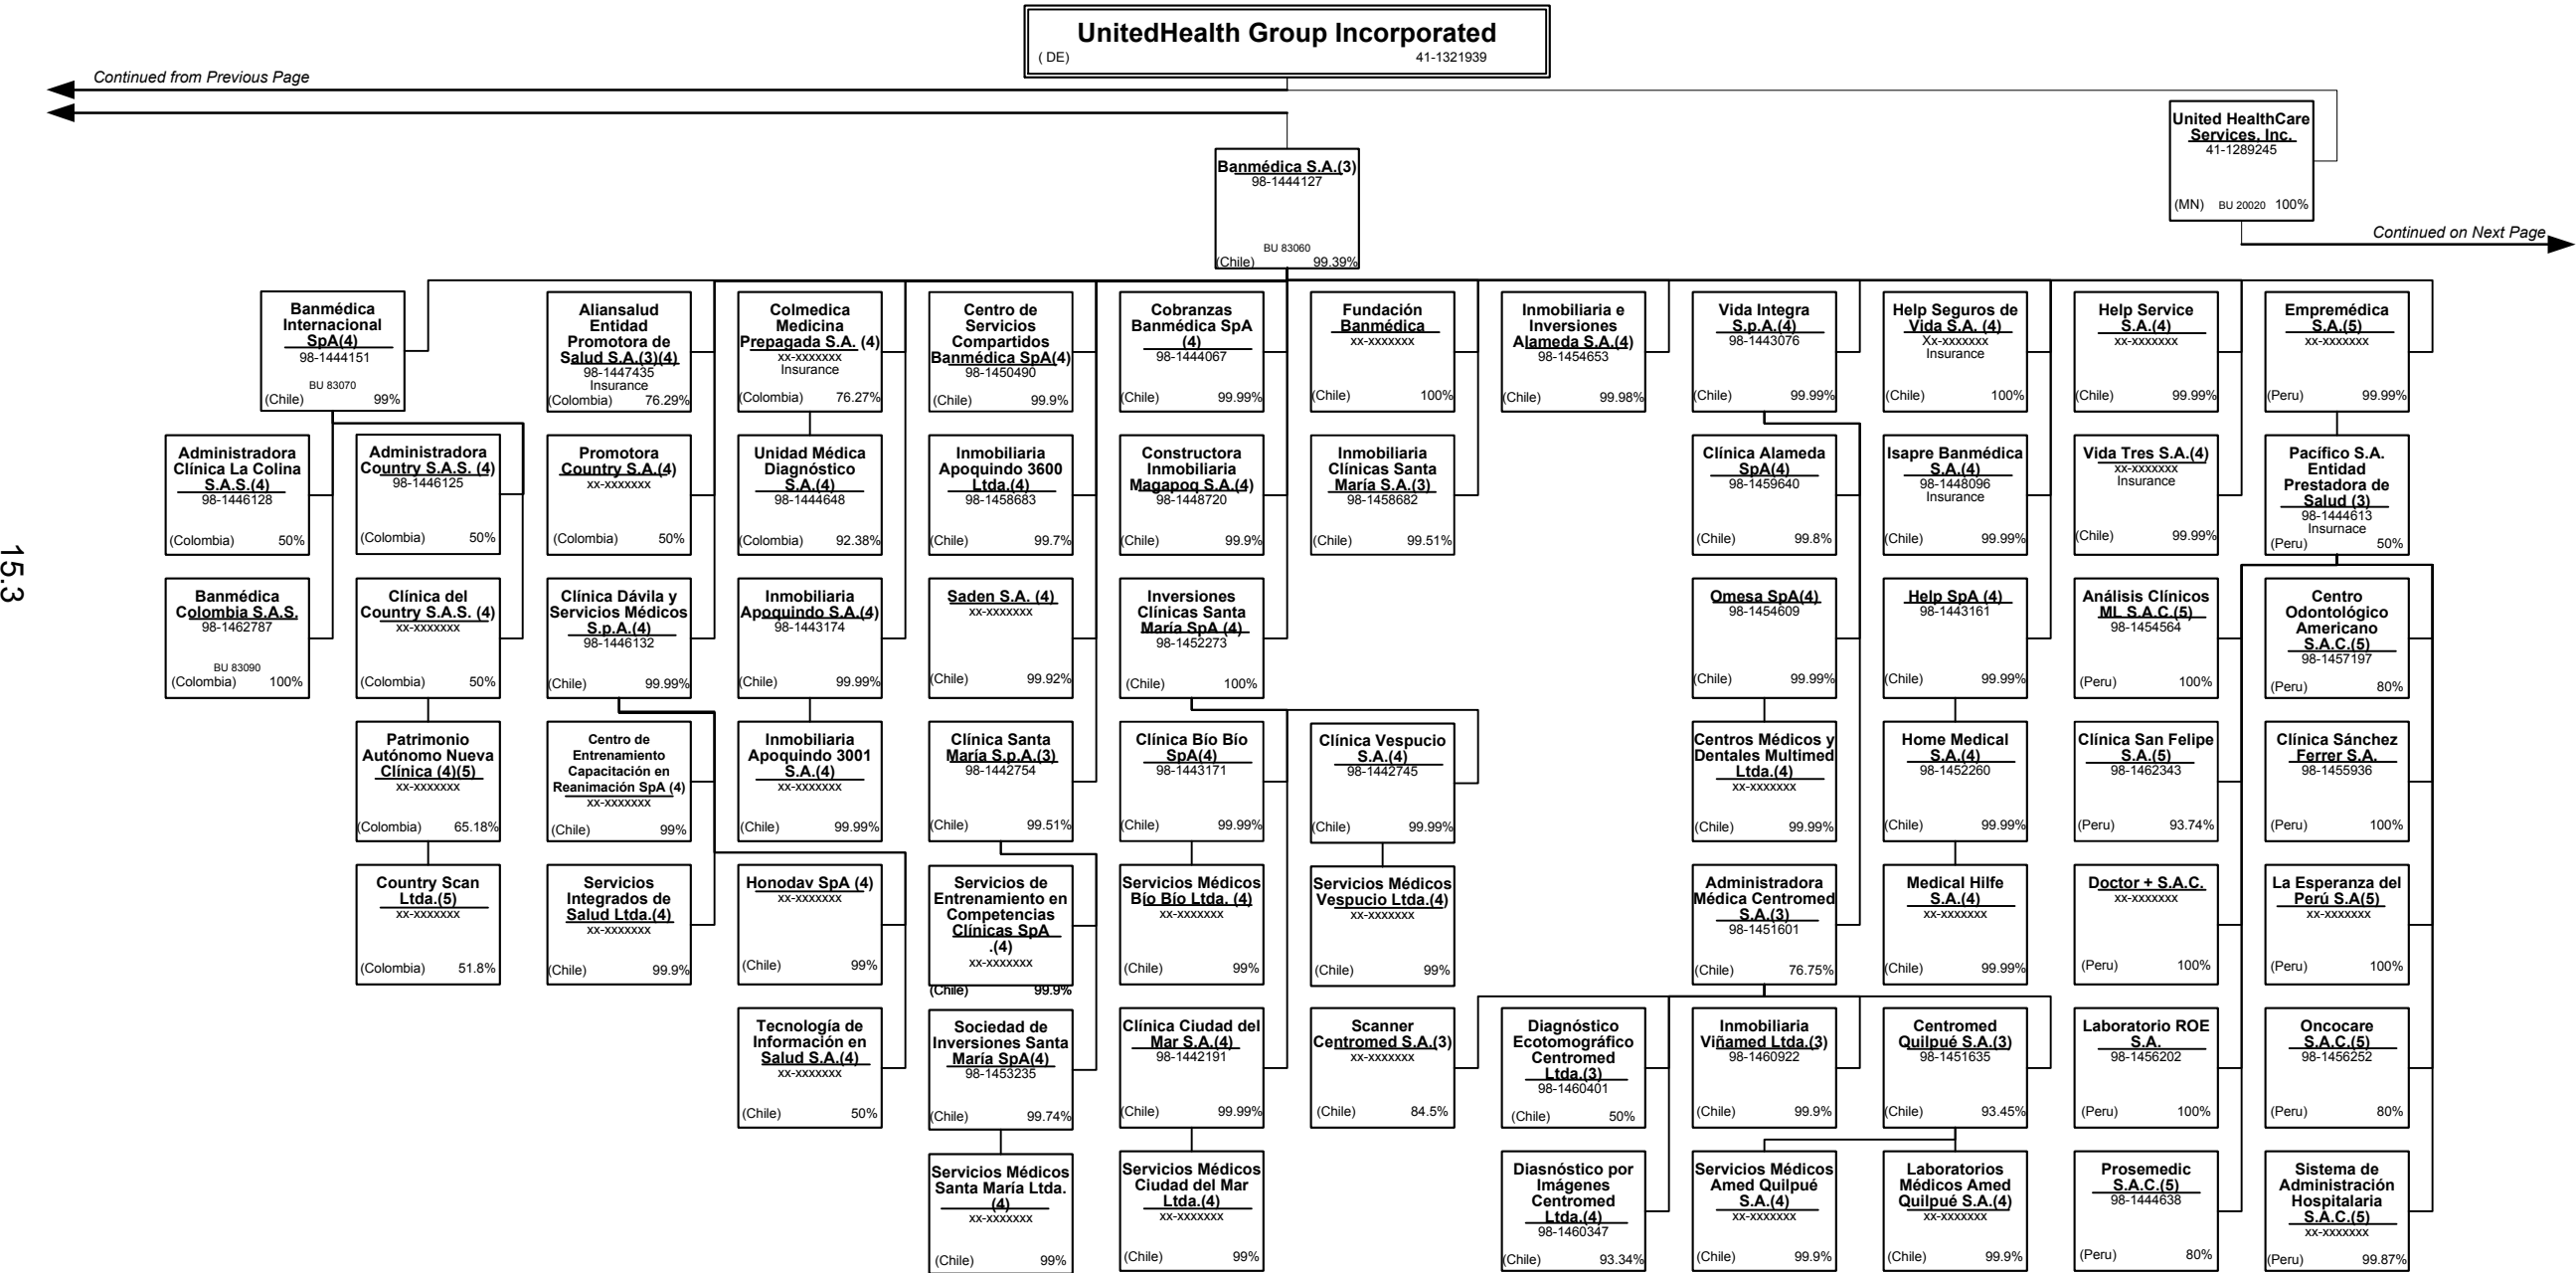 UnitedHealth Group Incorporated
( DE)
41-1321939
Continued from Previous Page
United HealthCare
Services, Inc.
41-1289245
(MN) BU 20020 100%
Continued on Next Page
Banmédica S.A.(3)
98-1444127
BU 83060
(Chile) 99.39%
Banmédica
Internacional
SpA(4)
98-1444151
BU 83070
(Chile) 99%
Aliansalud
Entidad
Promotora de
Salud S.A.(3)(4)
98-1447435
Insurance
(Colombia) 76.29%
Colmedica
Medicina
Prepagada S.A. (4)
xx-xxxxxxx
Insurance
(Colombia) 76.27%
Centro de
Servicios
Compartidos
Banmédica SpA(4)
98-1450490
(Chile) 99.9%
Cobranzas
Banmédica SpA
(4)
98-1444067
(Chile) 99.99%
Fundación
Banmédica
xx-xxxxxxx
(Chile) 100%
Inmobiliaria e
Inversiones
Alameda S.A.(4)
98-1454653
(Chile) 99.98%
Vida Integra
S.p.A.(4)
98-1443076
(Chile) 99.99%
Help Seguros de
Vida S.A. (4)
Xx-xxxxxxx
Insurance
(Chile) 100%
Help Service
S.A.(4)
xx-xxxxxxx
(Chile) 99.99%
Empremédica
S.A.(5)
xx-xxxxxxx
(Peru) 99.99%
Administradora
Clínica La Colina
S.A.S.(4)
98-1446128
(Colombia) 50%
Administradora
Country S.A.S. (4)
98-1446125
(Colombia) 50%
Promotora
Country S.A.(4)
xx-xxxxxxx
(Colombia) 50%
Unidad Médica
Diagnóstico
S.A.(4)
98-1444648
(Colombia) 92.38%
Inmobiliaria
Apoquindo 3600
Ltda.(4)
98-1458683
(Chile) 99.7%
Constructora
Inmobiliaria
Magapoq S.A.(4)
98-1448720
(Chile) 99.9%
Inmobiliaria
Clínicas Santa
María S.A.(3)
98-1458682
(Chile) 99.51%
Clínica Alameda
SpA(4)
98-1459640
(Chile) 99.8%
Isapre Banmédica
S.A.(4)
98-1448096
Insurance
(Chile) 99.99%
Vida Tres S.A.(4)
xx-xxxxxxx
Insurance
(Chile) 99.99%
Pacífico S.A.
Entidad
Prestadora de
Salud (3)
98-1444613
Insurnace
(Peru) 50%
Banmédica
Colombia S.A.S.
98-1462787
BU 83090
(Colombia) 100%
Clínica del
Country S.A.S. (4)
xx-xxxxxxx
(Colombia) 50%
Clínica Dávila y
Servicios Médicos
S.p.A.(4)
98-1446132
(Chile) 99.99%
Inmobiliaria
Apoquindo S.A.(4)
98-1443174
(Chile) 99.99%
Saden S.A. (4)
xx-xxxxxxx
(Chile) 99.92%
Inversiones
Clínicas Santa
María SpA (4)
98-1452273
(Chile) 100%
Omesa SpA(4)
98-1454609
(Chile) 99.99%
Help SpA (4)
98-1443161
(Chile) 99.99%
Análisis Clínicos
ML S.A.C.(5)
98-1454564
(Peru) 100%
Centro
Odontológico
Americano
S.A.C.(5)
98-1457197
(Peru) 80%
Patrimonio
Autónomo Nueva
Clínica (4)(5)
xx-xxxxxxx
(Colombia) 65.18%
Centro de
Entrenamiento
Capacitación en
Reanimación SpA (4)
xx-xxxxxxx
(Chile) 99%
Inmobiliaria
Apoquindo 3001
S.A.(4)
xx-xxxxxxx
(Chile) 99.99%
Clínica Santa
María S.p.A.(3)
98-1442754
(Chile) 99.51%
Clínica Bío Bío
SpA(4)
98-1443171
(Chile) 99.99%
Clínica Vespucio
S.A.(4)
98-1442745
(Chile) 99.99%
Centros Médicos y
Dentales Multimed
Ltda.(4)
xx-xxxxxxx
(Chile) 99.99%
Home Medical
S.A.(4)
98-1452260
(Chile) 99.99%
Clínica San Felipe
S.A.(5)
98-1462343
(Peru) 93.74%
Clínica Sánchez
Ferrer S.A.
98-1455936
(Peru) 100%
Country Scan
Ltda.(5)
xx-xxxxxxx
(Colombia) 51.8%
Servicios
Integrados de
Salud Ltda.(4)
xx-xxxxxxx
(Chile) 99.9%
Honodav SpA (4)
xx-xxxxxxx
(Chile) 99%
Servicios de
Entrenamiento en
Competencias
Clínicas SpA
.(4)
xx-xxxxxxx
(Chile) 99.9%
Servicios Médicos
Bío Bío Ltda. (4)
xx-xxxxxxx
(Chile) 99%
Servicios Médicos
Vespucio Ltda.(4)
xx-xxxxxxx
(Chile) 99%
Administradora
Médica Centromed
S.A.(3)
98-1451601
(Chile) 76.75%
Medical Hilfe
S.A.(4)
xx-xxxxxxx
(Chile) 99.99%
Doctor + S.A.C.
xx-xxxxxxx
(Peru) 100%
La Esperanza del
Perú S.A(5)
xx-xxxxxxx
(Peru) 100%
Tecnología de
Información en
Salud S.A.(4)
xx-xxxxxxx
(Chile) 50%
Sociedad de
Inversiones Santa
María SpA(4)
98-1453235
(Chile) 99.74%
Clínica Ciudad del
Mar S.A.(4)
98-1442191
(Chile) 99.99%
Scanner
Centromed S.A.(3)
xx-xxxxxxx
(Chile) 84.5%
Diagnóstico
Ecotomográfico
Centromed
Ltda.(3)
98-1460401
(Chile) 50%
Inmobiliaria
Viñamed Ltda.(3)
98-1460922
(Chile) 99.9%
Centromed
Quilpué S.A.(3)
98-1451635
(Chile) 93.45%
Laboratorio ROE
S.A.
98-1456202
(Peru) 100%
Oncocare
S.A.C.(5)
98-1456252
(Peru) 80%
Servicios Médicos
Santa María Ltda.
(4)
xx-xxxxxxx
(Chile) 99%
Servicios Médicos
Ciudad del Mar
Ltda.(4)
xx-xxxxxxx
(Chile) 99%
Diasnóstico por
Imágenes
Centromed
Ltda.(4)
98-1460347
(Chile) 93.34%
Servicios Médicos
Amed Quilpué
S.A.(4)
xx-xxxxxxx
(Chile) 99.9%
Laboratorios
Médicos Amed
Quilpué S.A.(4)
xx-xxxxxxx
(Chile) 99.9%
Prosemedic
S.A.C.(5)
98-1444638
(Peru) 80%
Sistema de
Administración
Hospitalaria
S.A.C.(5)
xx-xxxxxxx
(Peru) 99.87%
15.3